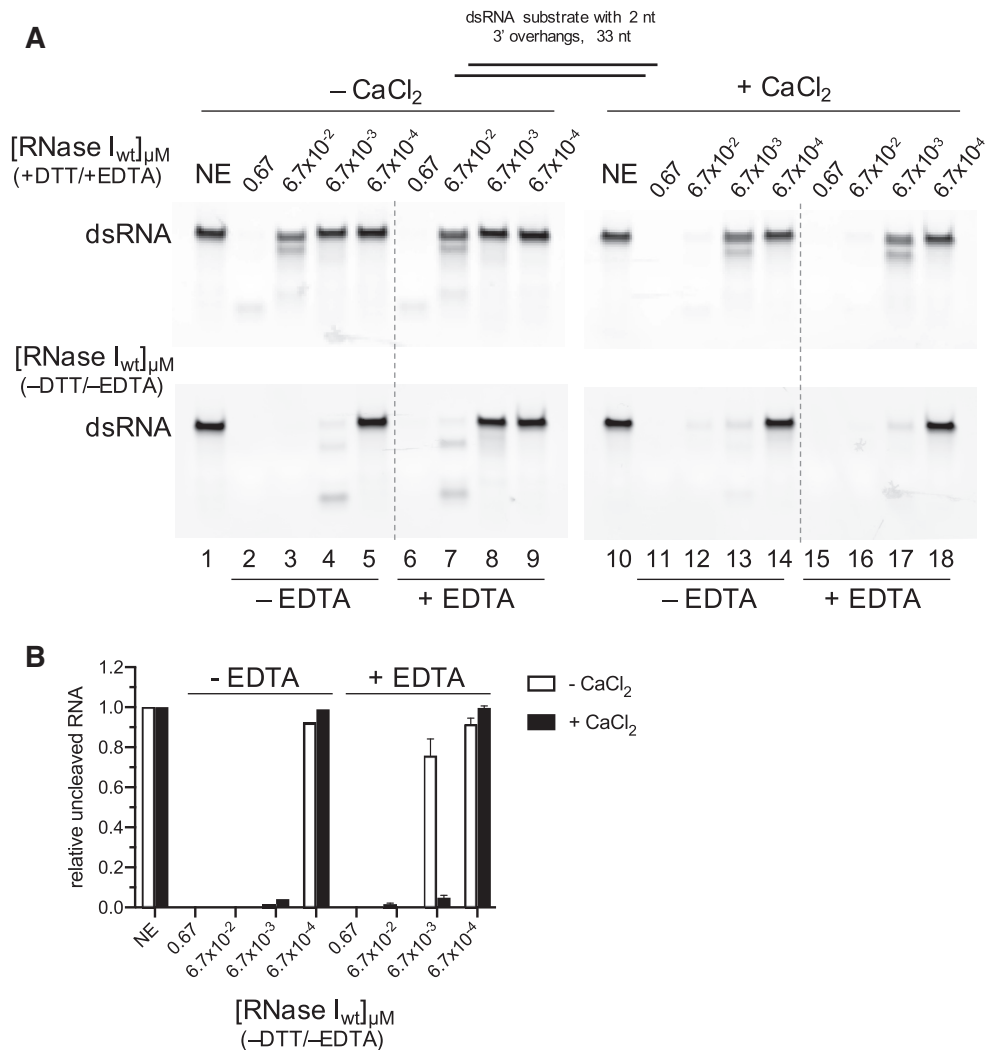 A
dsRNA substrate with 2 nt
3' overhangs, 33 nt
– CaCl2
+ CaCl2
[RNase Iwt]µM
(+DTT/+EDTA)
NE 0.67 6.7x10-2 6.7x10-3 6.7x10-4 0.67 6.7x10-2 6.7x10-3 6.7x10-4
NE 0.67 6.7x10-2 6.7x10-3 6.7x10-4 0.67 6.7x10-2 6.7x10-3 6.7x10-4
dsRNA
[RNase Iwt]µM
(–DTT/–EDTA)
dsRNA
1 2 3 4 5 6 7 8 9 10 11 12 13 14 15 16 17 18
– EDTA + EDTA – EDTA + EDTA
B
- EDTA + EDTA
- CaCl2
+ CaCl2
relative uncleaved RNA
1.2
1.0
0.8
0.6
0.4
0.2
0.0
NE 0.67 6.7x10-2 6.7x10-3 6.7x10-4 0.67 6.7x10-2 6.7x10-3 6.7x10-4
[RNase Iwt]µM
(–DTT/–EDTA)